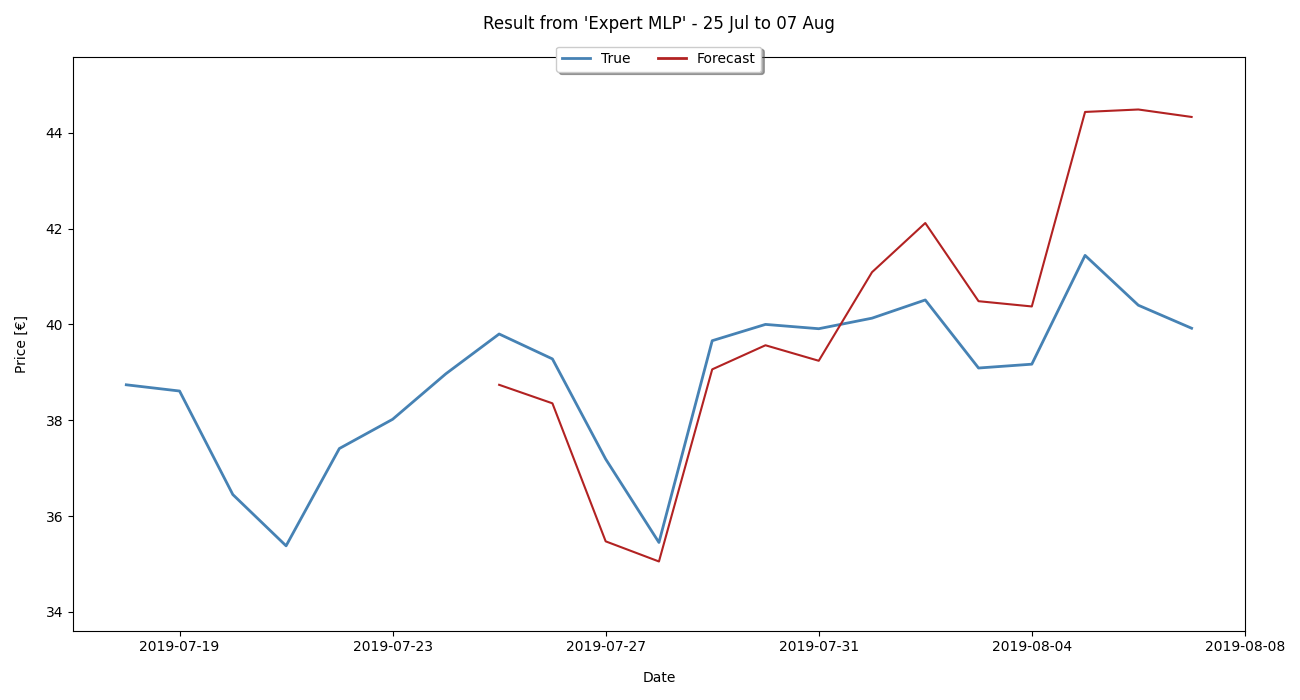 Result from 'Expert MLP' - 25 Jul to 07 Aug
True Forecast
44
42
40
38
36
34
Price [€]
2019-07-19 2019-07-23 2019-07-27 2019-07-31 2019-08-04 2019-08-08
Date